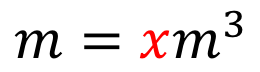 m = xm³